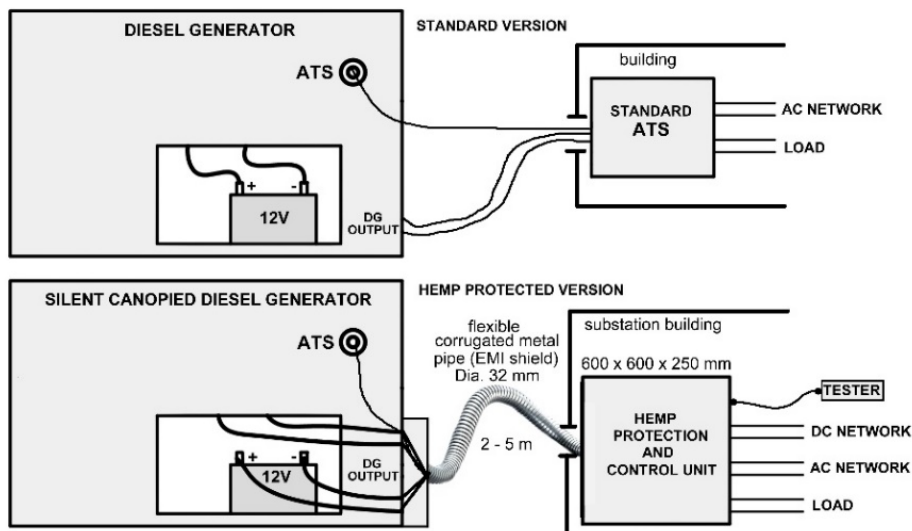 DIESEL GENERATOR
STANDARD VERSION
ATS
building
STANDARD
ATS
AC NETWORK
LOAD
+ -
12V
DG
OUTPUT
SILENT CANOPIED DIESEL GENERATOR
HEMP PROTECTED VERSION
ATS
flexible
corrugated metal
pipe (EMI shield)
Dia. 32 mm
2 - 5 m
substation building
600 x 600 x 250 mm
HEMP
PROTECTION
AND
CONTROL UNIT
TESTER
DC NETWORK
AC NETWORK
LOAD
+ -
12V
DG
OUTPUT